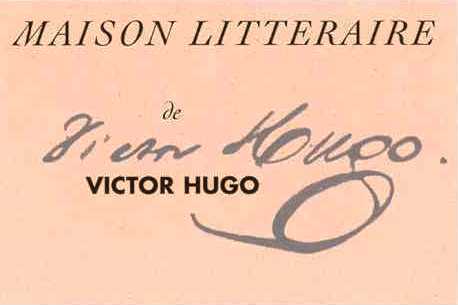 MAISON LITTERAIRE
de
Victor Hugo.
VICTOR HUGO